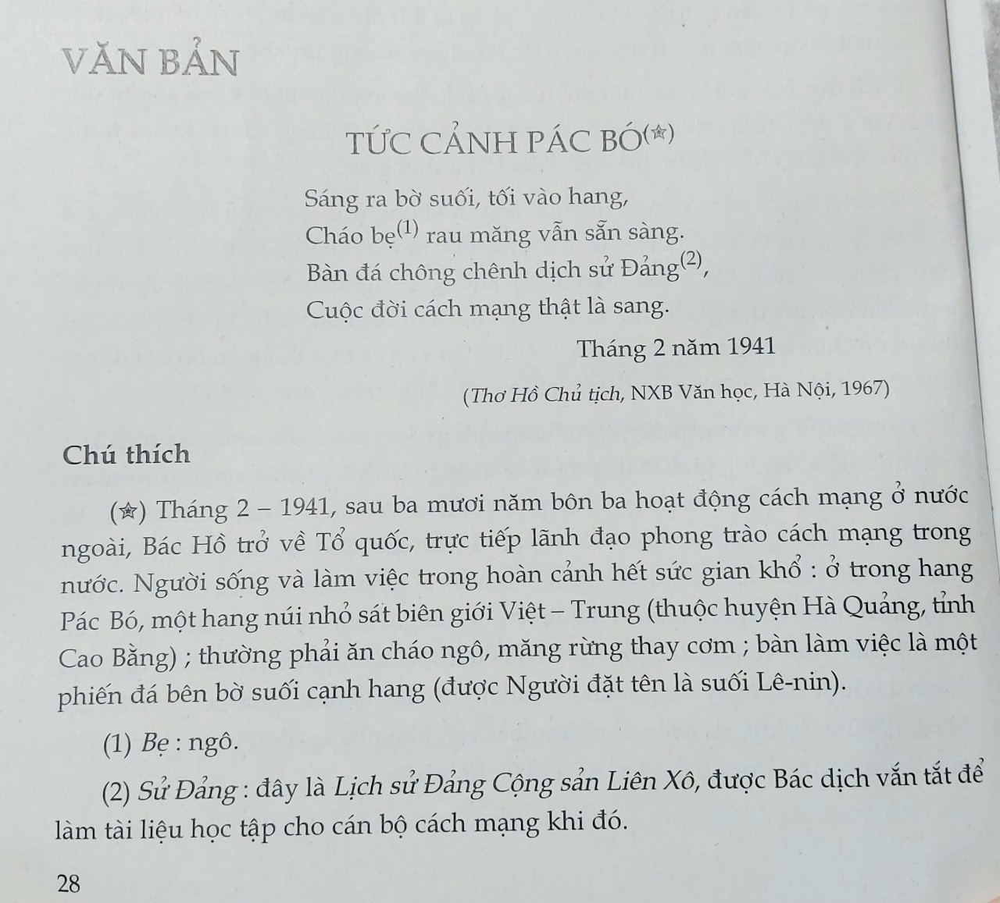 VĂN BẢN
TỨC CẢNH PÁC BÓ(✯)
Sáng ra bờ suối, tối vào hang,
Cháo bẹ(1) rau măng vẫn sẵn sàng.
Bàn đá chông chênh dịch sử Đảng(2),
Cuộc đời cách mạng thật là sang.
Tháng 2 năm 1941
(Thơ Hồ Chủ tịch, NXB Văn học, Hà Nội, 1967)
Chú thích
(✯) Tháng 2 – 1941, sau ba mươi năm bôn ba hoạt động cách mạng ở nước
ngoài, Bác Hồ trở về Tổ quốc, trực tiếp lãnh đạo phong trào cách mạng trong
nước. Người sống và làm việc trong hoàn cảnh hết sức gian khổ : ở trong hang
Pác Bó, một hang núi nhỏ sát biên giới Việt – Trung (thuộc huyện Hà Quảng, tỉnh
Cao Bằng) ; thường phải ăn cháo ngô, măng rừng thay cơm ; bàn làm việc là một
phiến đá bên bờ suối cạnh hang (được Người đặt tên là suối Lê-nin).
(1) Bẹ : ngô.
(2) Sử Đảng : đây là Lịch sử Đảng Cộng sản Liên Xô, được Bác dịch vắn tắt để
làm tài liệu học tập cho cán bộ cách mạng khi đó.
28